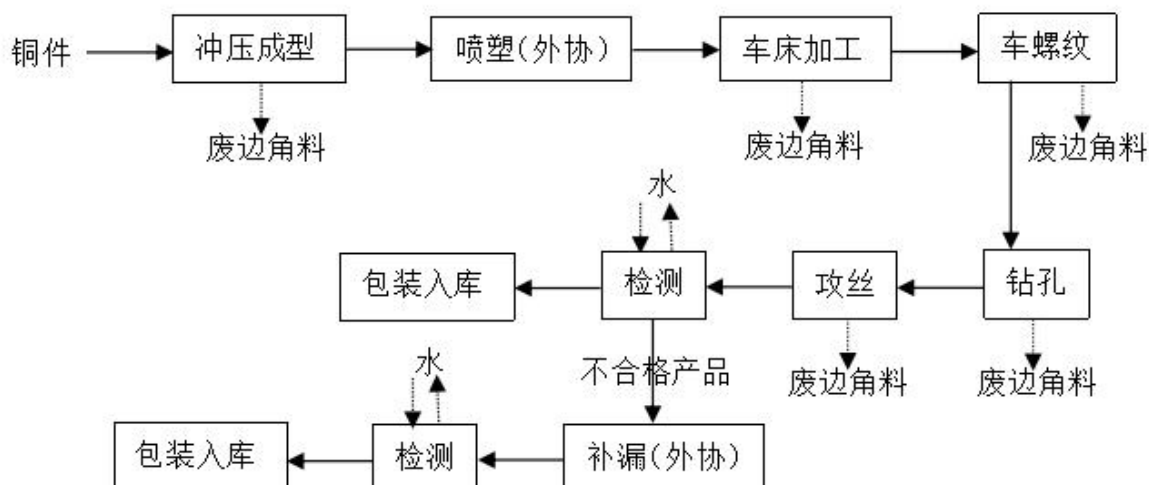 铜件
冲压成型
喷塑(外协)
车床加工
车螺纹
废边角料
废边角料
废边角料
水
包装入库
检测
攻丝
钻孔
不合格产品
废边角料
废边角料
水
包装入库
检测
补漏(外协)